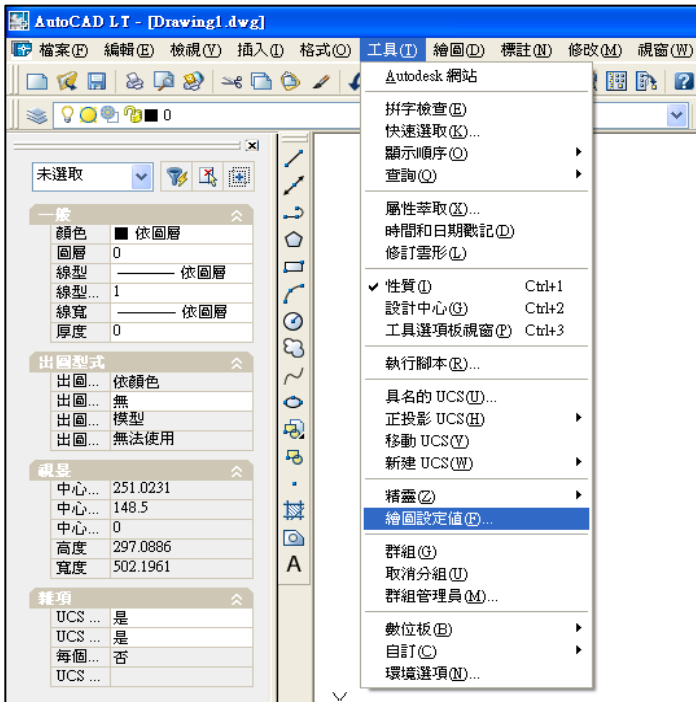 AutoCAD LT - [Drawing1.dwg]
檔案(F) 編輯(E) 檢視(V) 插入(I) 格式(O) 工具(T) 繪圖(D) 標註(N) 修改(M) 視窗(W)
0
未選取
一般
顏色 依圖層
圖層 0
線型 依圖層
線型... 1
線寬 依圖層
厚度 0
出圖型式
出圖... 依顏色
出圖... 無
出圖... 模型
出圖... 無法使用
視景
中心... 251.0231
中心... 148.5
中心... 0
高度 297.0886
寬度 502.1961
雜項
UCS ... 是
UCS ... 是
每個... 否
UCS ...
A
Autodesk 網站
拼字檢查(E)
快速選取(K)...
顯示順序(O)
查詢(Q)
屬性萃取(X)...
時間和日期戳記(D)
修訂雲形(L)
性質(I) Ctrl+1
設計中心(G) Ctrl+2
工具選項板視窗(P) Ctrl+3
執行腳本(R)...
具名的 UCS(U)...
正投影 UCS(H)
移動 UCS(V)
新建 UCS(W)
精靈(Z)
繪圖設定值(F)...
群組(G)
取消分組(U)
群組管理員(M)...
數位板(B)
自訂(C)
環境選項(N)...